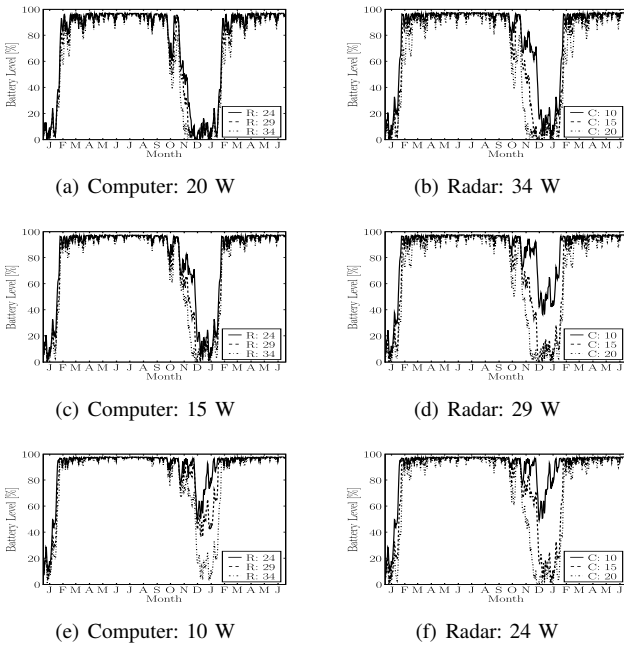 100
80
60
40
20
0
Battery Level [%]
J F M A M J J A S O N D J F M A M J
Month
R: 24
R: 29
R: 34
(a) Computer: 20 W
100
80
60
40
20
0
Battery Level [%]
J F M A M J J A S O N D J F M A M J
Month
C: 10
C: 15
C: 20
(b) Radar: 34 W
100
80
60
40
20
0
Battery Level [%]
J F M A M J J A S O N D J F M A M J
Month
R: 24
R: 29
R: 34
(c) Computer: 15 W
100
80
60
40
20
0
Battery Level [%]
J F M A M J J A S O N D J F M A M J
Month
C: 10
C: 15
C: 20
(d) Radar: 29 W
100
80
60
40
20
0
Battery Level [%]
J F M A M J J A S O N D J F M A M J
Month
R: 24
R: 29
R: 34
(e) Computer: 10 W
100
80
60
40
20
0
Battery Level [%]
J F M A M J J A S O N D J F M A M J
Month
C: 10
C: 15
C: 20
(f) Radar: 24 W